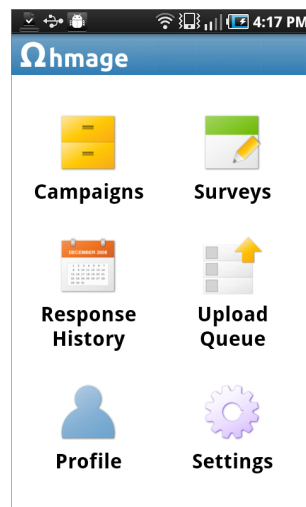 4:17 PM
Ωhmage
Campaigns
Surveys
Response
History
Upload
Queue
Profile
Settings
DECEMBER 2008